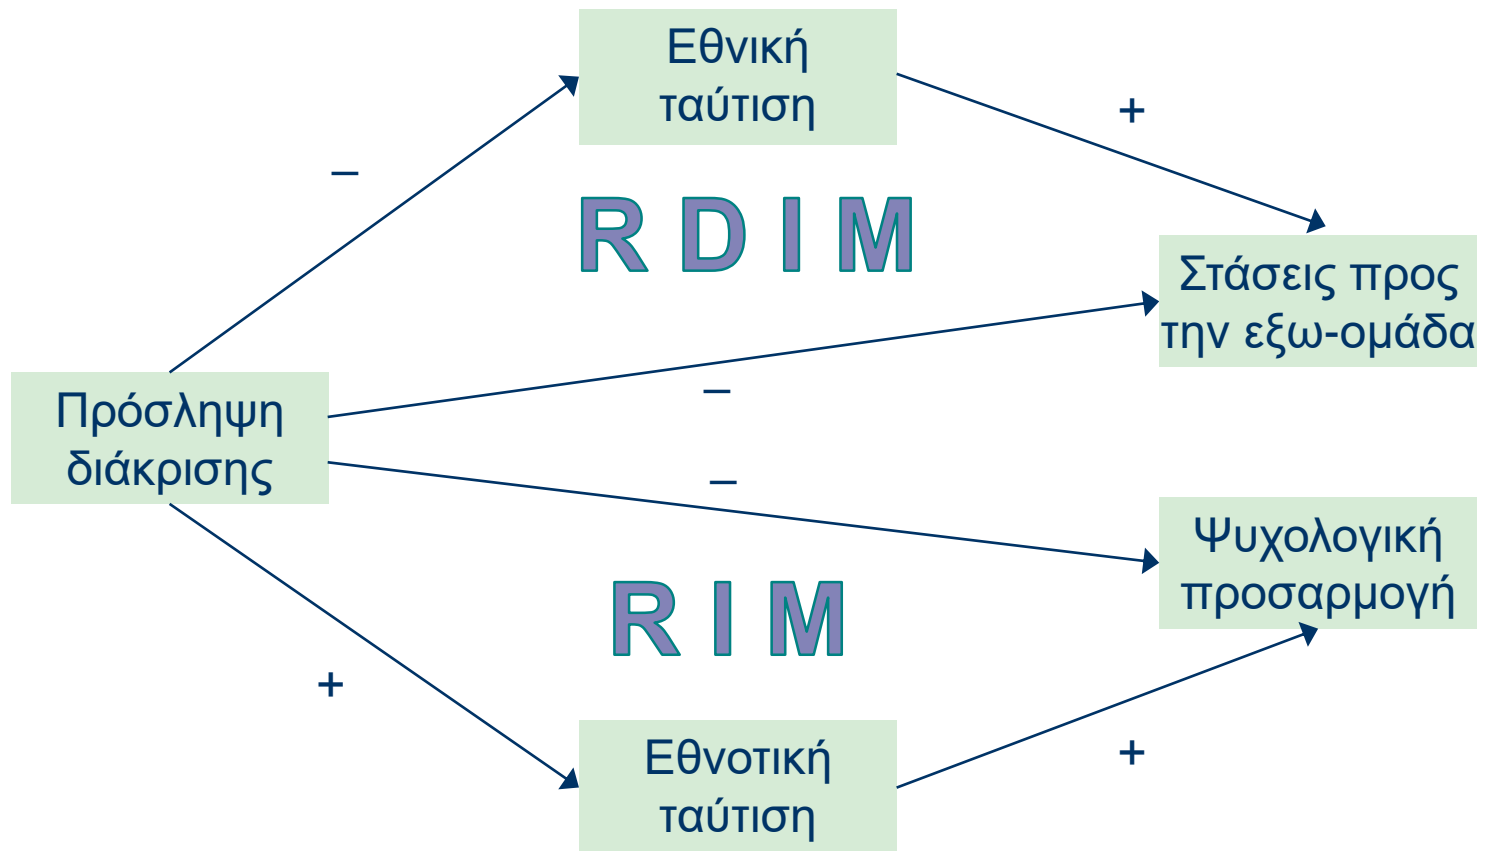 Εθνική
ταύτιση
+
–
R D I M
Στάσεις προς
την εξω-ομάδα
–
Πρόσληψη
διάκρισης
–
Ψυχολογική
προσαρμογή
R I M
+
+
Εθνοτική
ταύτιση